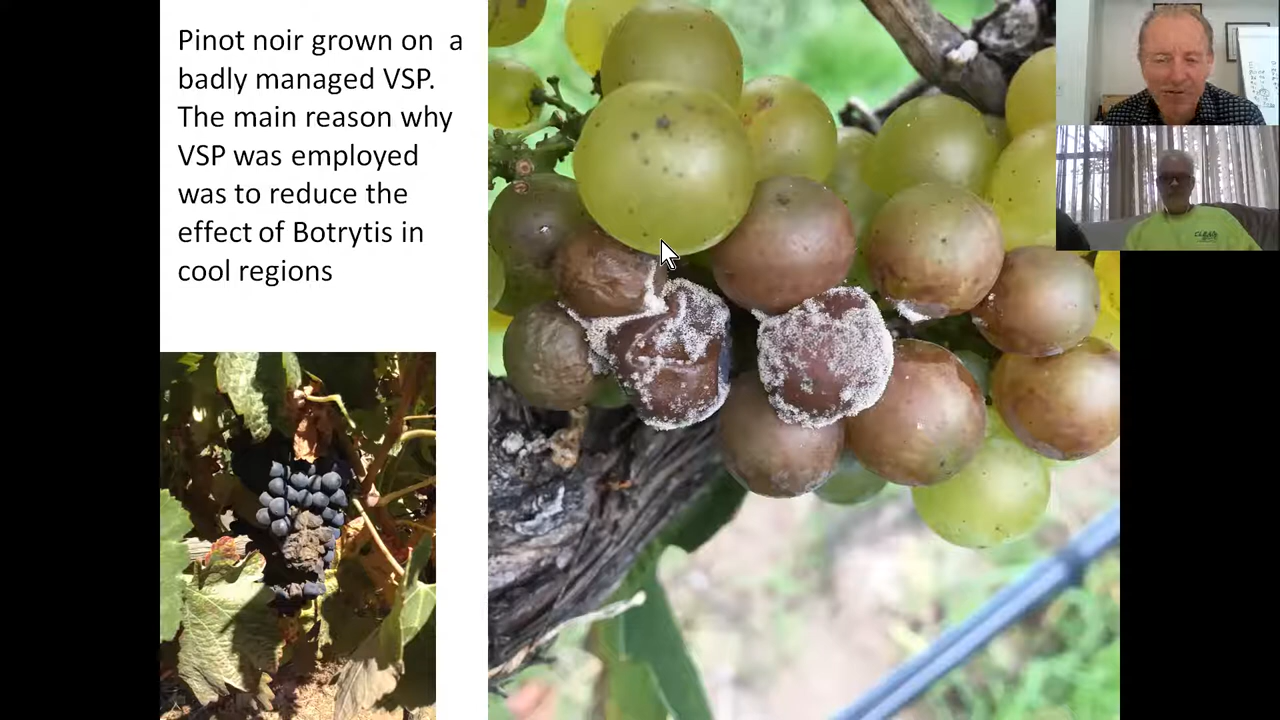 Pinot noir grown on a
badly managed VSP.
The main reason why
VSP was employed
was to reduce the
effect of Botrytis in
cool regions